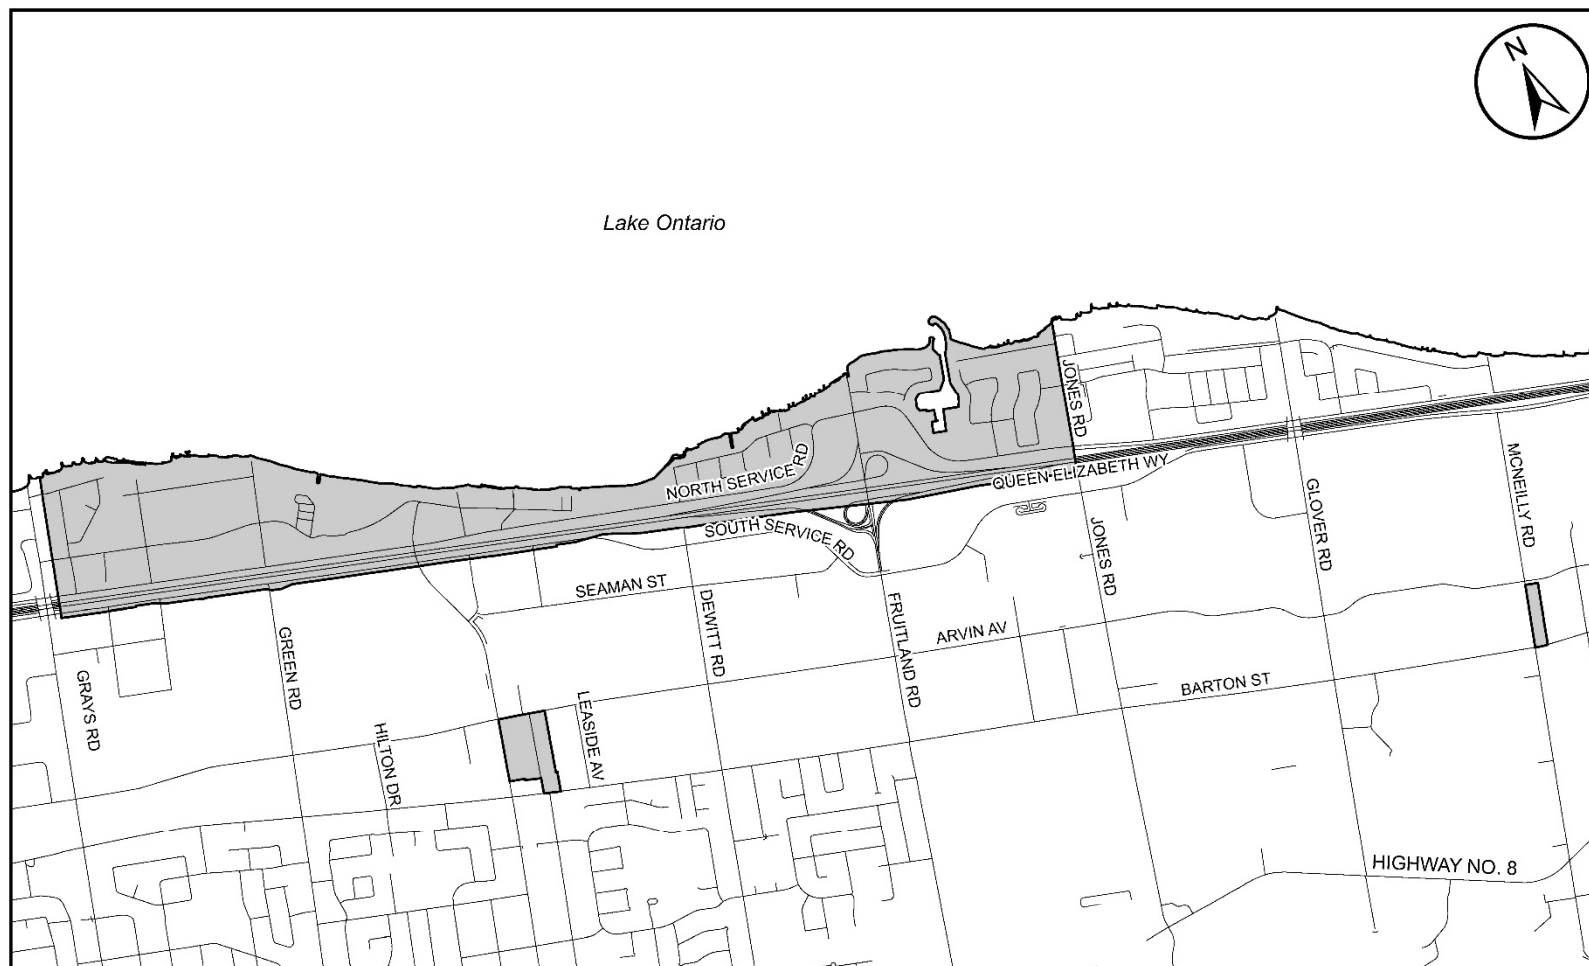 N
Lake Ontario
JONES RD
NORTH SERVICE RD
QUEEN ELIZABETH WY
MCNEILLY RD
GLOVER RD
SOUTH SERVICE RD
JONES RD
SEAMAN ST
DEWITT RD
FRUITLAND RD
ARVIN AV
GREEN RD
GRAYS RD
BARTON ST
LEASIDE AV
HILTON DR
HIGHWAY NO. 8